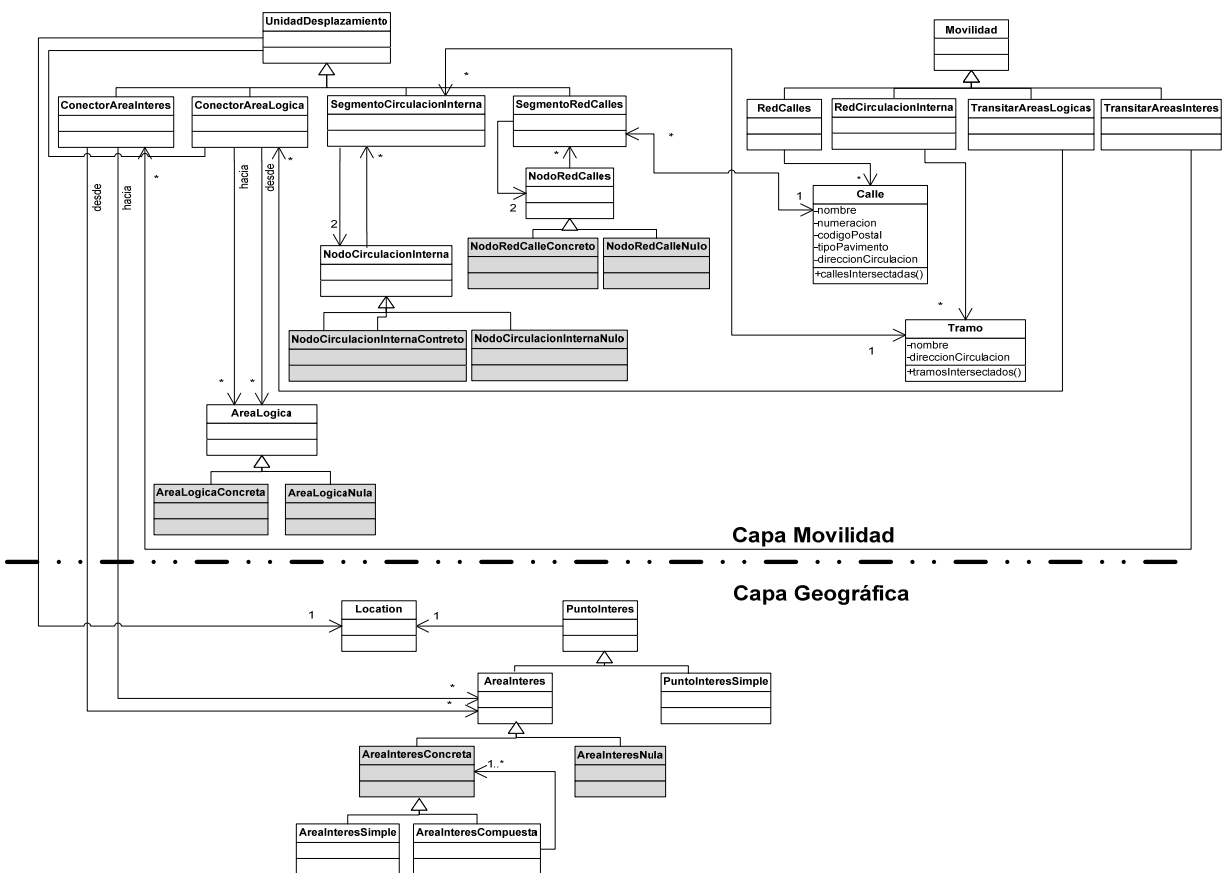 UnidadDesplazamiento
Movilidad
*
ConectorAreaInteres
ConectorAreaLogica
SegmentoCirculacionInterna
SegmentoRedCalles
RedCalles
RedCirculacionInterna
TransitarAreasLogicas
TransitarAreasInteres
*
*
*
*
*
desde
hacia
hacia
desde
NodoRedCalles
*
2
1
Calle
-nombre
-numeracion
-codigoPostal
-tipoPavimento
-direccionCirculacion
+callesIntersectadas()
2
NodoCirculacionInterna
NodoRedCalleConcreto
NodoRedCalleNulo
*
NodoCirculacionInternaContreto
NodoCirculacionInternaNulo
1
Tramo
-nombre
-direccionCirculacion
+tramosIntersectados()
*
*
AreaLogica
AreaLogicaConcreta
AreaLogicaNula
Capa Movilidad
Capa Geográfica
1
Location
1
PuntoInteres
*
*
AreaInteres
PuntoInteresSimple
AreaInteresConcreta
1..*
AreaInteresNula
AreaInteresSimple
AreaInteresCompuesta